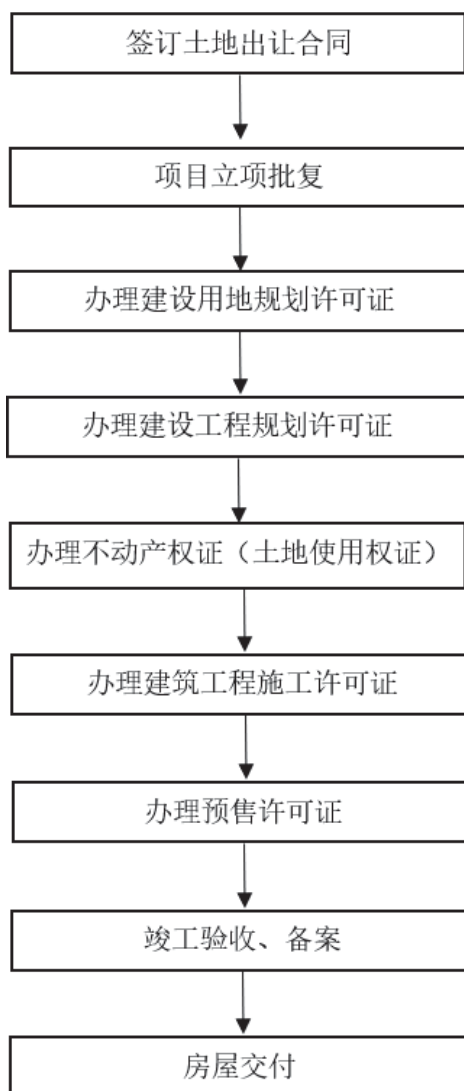 签订土地出让合同
项目立项批复
办理建设用地规划许可证
办理建设工程规划许可证
办理不动产权证（土地使用权证）
办理建筑工程施工许可证
办理预售许可证
竣工验收、备案
房屋交付